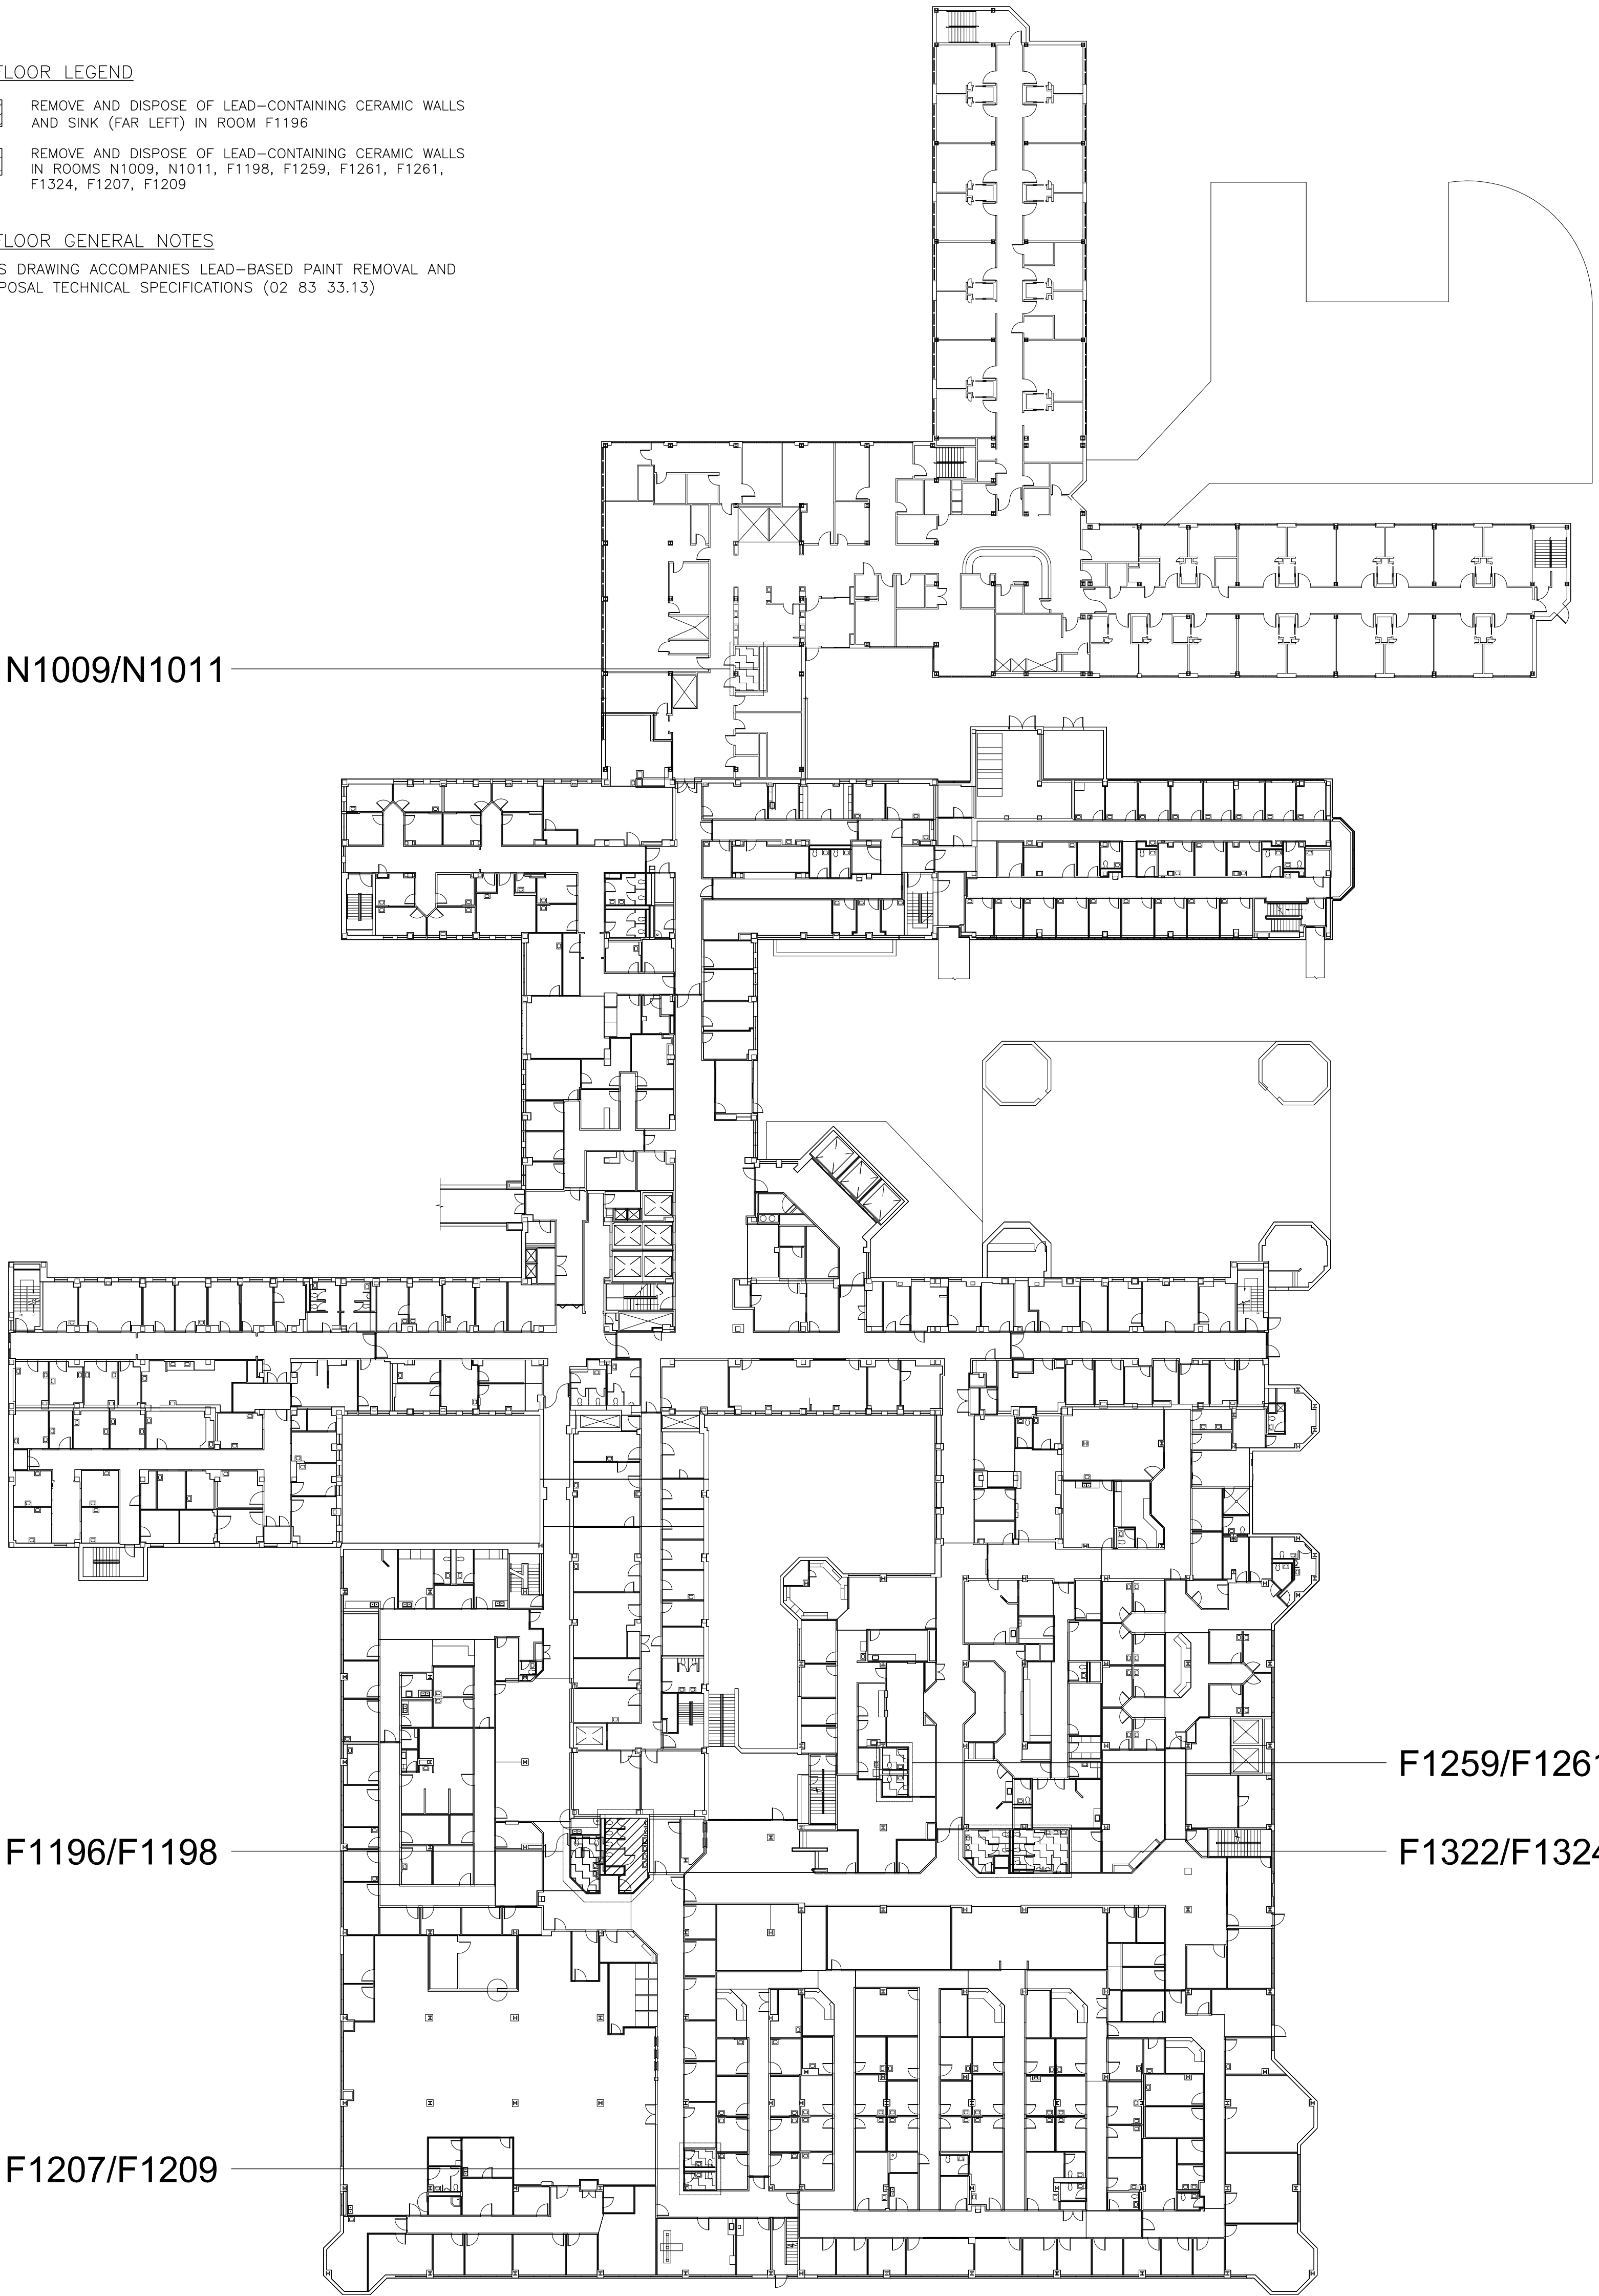 FLOOR LEGEND
REMOVE AND DISPOSE OF LEAD-CONTAINING CERAMIC WALLS
AND SINK (FAR LEFT) IN ROOM F1196
REMOVE AND DISPOSE OF LEAD-CONTAINING CERAMIC WALLS
IN ROOMS N1009, N1011, F1198, F1259, F1261, F1261,
F1324, F1207, F1209
FLOOR GENERAL NOTES
S DRAWING ACCOMPANIES LEAD-BASED PAINT REMOVAL AND
POSAL TECHNICAL SPECIFICATIONS (02 83 33.13)
N1009/N1011
F1259/F1261
F1196/F1198
F1322/F1324
F1207/F1209